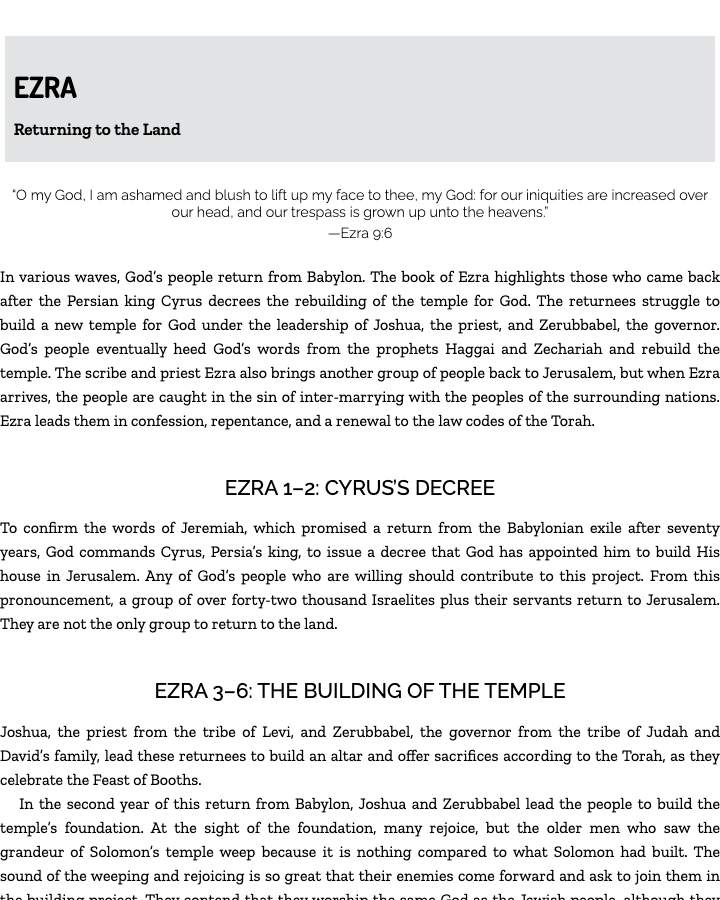 EZRA
Returning to the Land
“O my God, I am ashamed and blush to lift up my face to thee, my God: for our iniquities are increased over
our head, and our trespass is grown up unto the heavens.”
—Ezra 9:6
In various waves, God’s people return from Babylon. The book of Ezra highlights those who came back
after the Persian king Cyrus decrees the rebuilding of the temple for God. The returnees struggle to
build a new temple for God under the leadership of Joshua, the priest, and Zerubbabel, the governor.
God’s people eventually heed God’s words from the prophets Haggai and Zechariah and rebuild the
temple. The scribe and priest Ezra also brings another group of people back to Jerusalem, but when Ezra
arrives, the people are caught in the sin of inter-marrying with the peoples of the surrounding nations.
Ezra leads them in confession, repentance, and a renewal to the law codes of the Torah.
EZRA 1–2: CYRUS’S DECREE
To confirm the words of Jeremiah, which promised a return from the Babylonian exile after seventy
years, God commands Cyrus, Persia’s king, to issue a decree that God has appointed him to build His
house in Jerusalem. Any of God’s people who are willing should contribute to this project. From this
pronouncement, a group of over forty-two thousand Israelites plus their servants return to Jerusalem.
They are not the only group to return to the land.
EZRA 3–6: THE BUILDING OF THE TEMPLE
Joshua, the priest from the tribe of Levi, and Zerubbabel, the governor from the tribe of Judah and
David’s family, lead these returnees to build an altar and offer sacrifices according to the Torah, as they
celebrate the Feast of Booths.
In the second year of this return from Babylon, Joshua and Zerubbabel lead the people to build the
temple’s foundation. At the sight of the foundation, many rejoice, but the older men who saw the
grandeur of Solomon’s temple weep because it is nothing compared to what Solomon had built. The
sound of the weeping and rejoicing is so great that their enemies come forward and ask to join them in
the building project. They contend that they worship the same God as the Jewish people, although they